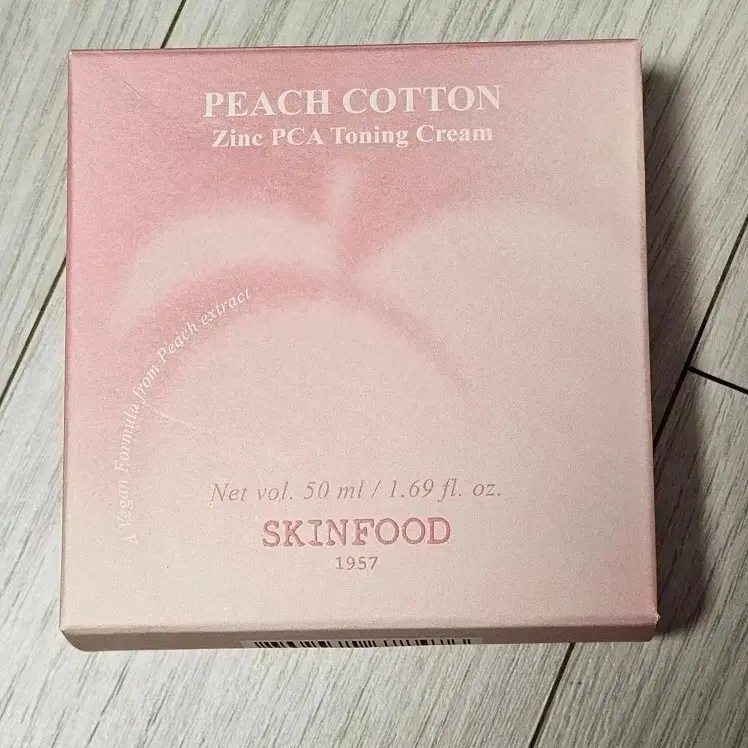 PEACH COTTON
Zinc PCA Toning Cream
A Vegan Formula from Peach extract
Net vol. 50 ml / 1.69 fl. oz.
SKINFOOD
1957